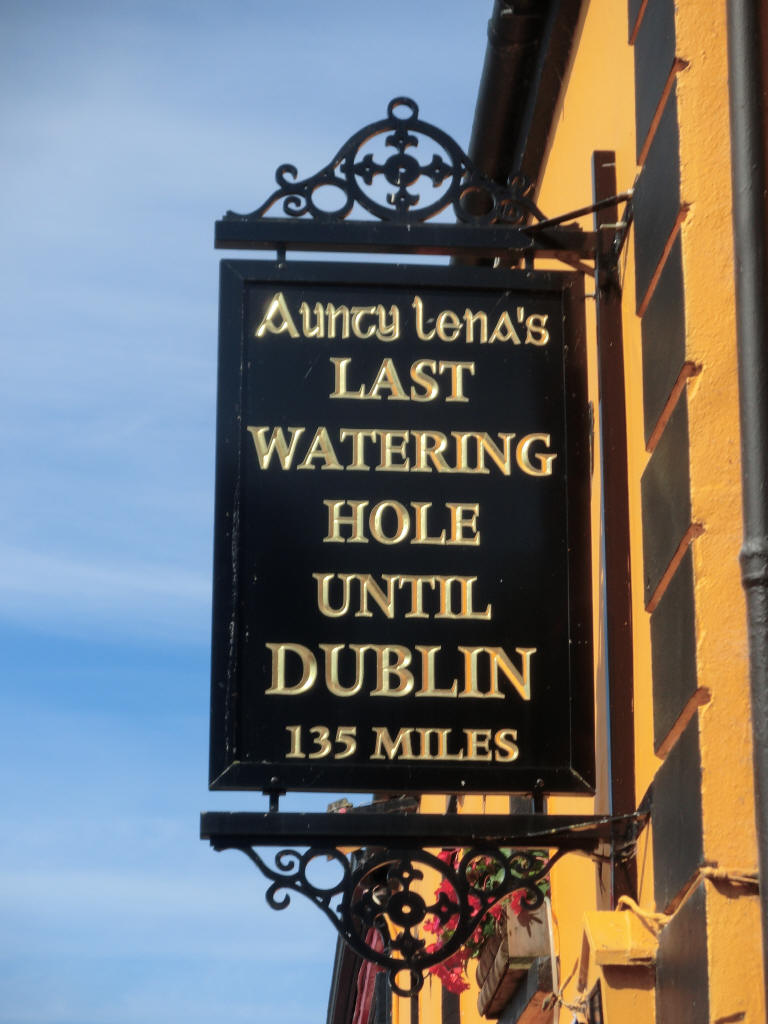 Aunty Lena's
LAST
WATERING
HOLE
UNTIL
DUBLIN
135 MILES